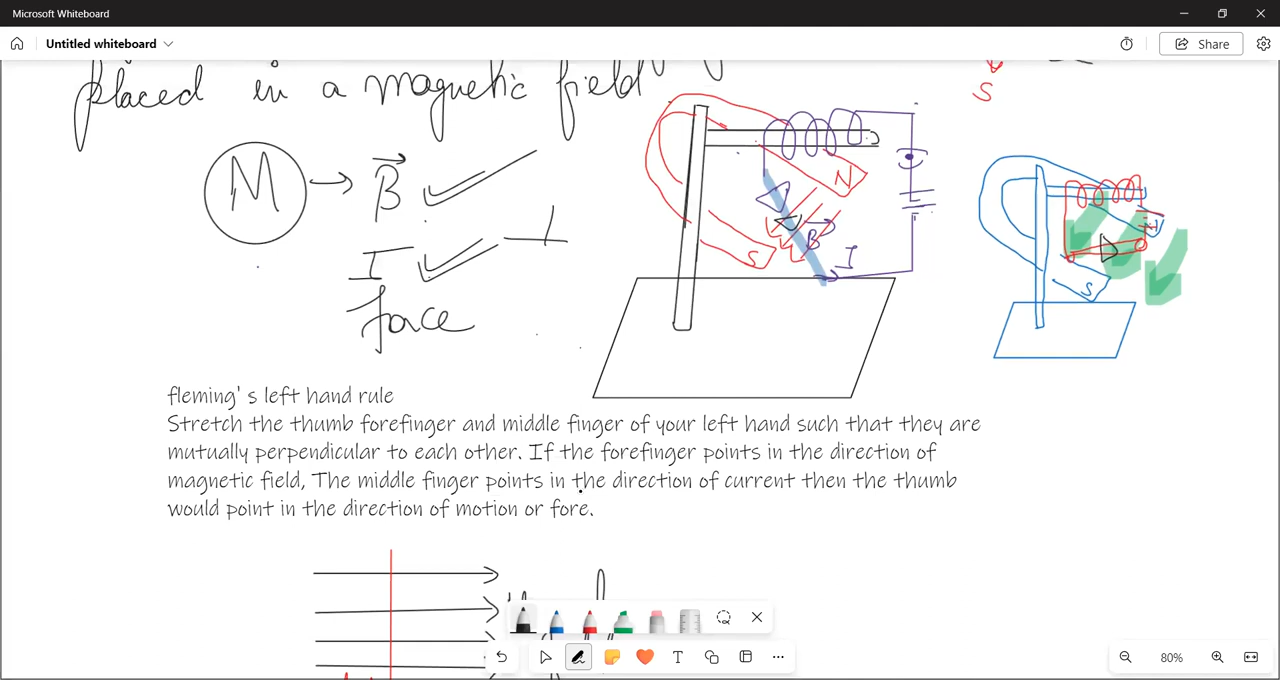 Microsoft Whiteboard
Untitled whiteboard
Share
placed in a magnetic field
S
M → B
I
force
N
S
B
I
S
fleming' s left hand rule
Stretch the thumb forefinger and middle finger of your left hand such that they are
mutually perpendicular to each other. If the forefinger points in the direction of
magnetic field, The middle finger points in the direction of current then the thumb
would point in the direction of motion or fore.
T
80%